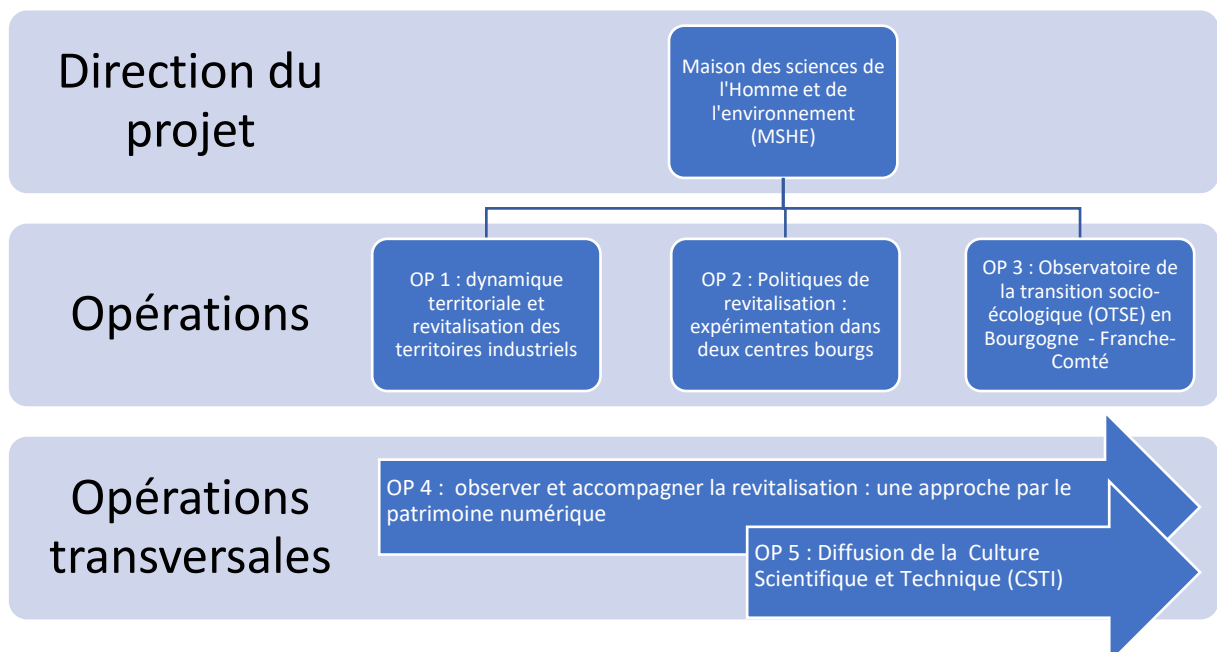 Direction du
projet
Maison des sciences de
l'Homme et de
l'environnement
(MSHE)
Opérations
OP 1 : dynamique
territoriale et
revitalisation des
territoires industriels
OP 2 : Politiques de
revitalisation :
expérimentation dans
deux centres bourgs
OP 3 : Observatoire de
la transition socio-
écologique (OTSE) en
Bourgogne - Franche-
Comté
Opérations
transversales
OP 4 : observer et accompagner la revitalisation : une approche par le
patrimoine numérique
OP 5 : Diffusion de la Culture
Scientifique et Technique (CSTI)